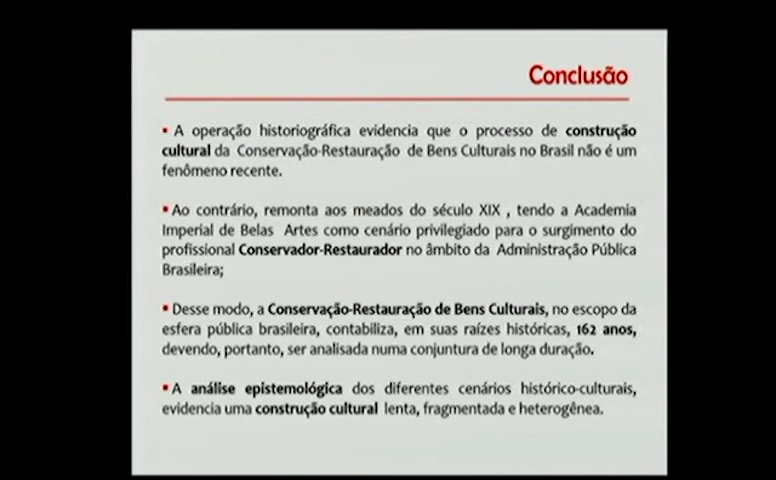 Conclusão
▪ A operação historiográfica evidencia que o processo de construção
cultural da Conservação-Restauração de Bens Culturais no Brasil não é um
fenômeno recente.
▪ Ao contrário, remonta aos meados do século XIX , tendo a Academia
Imperial de Belas Artes como cenário privilegiado para o surgimento do
profissional Conservador-Restaurador no âmbito da Administração Pública
Brasileira;
▪ Desse modo, a Conservação-Restauração de Bens Culturais, no escopo da
esfera pública brasileira, contabiliza, em suas raízes históricas, 162 anos,
devendo, portanto, ser analisada numa conjuntura de longa duração.
▪ A análise epistemológica dos diferentes cenários histórico-culturais,
evidencia uma construção cultural lenta, fragmentada e heterogênea.